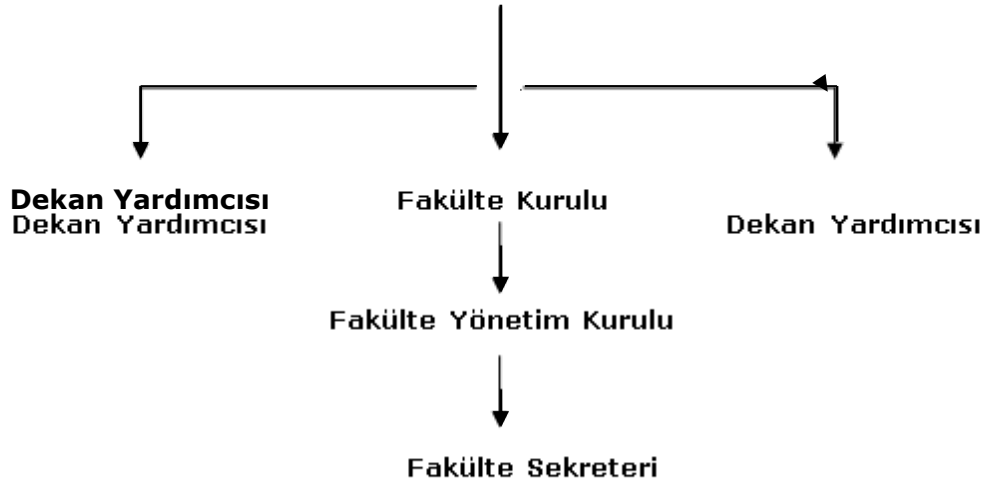 Dekan Yardımcısı
Dekan Yardımcısı
Fakülte Kurulu
Dekan Yardımcısı
Fakülte Yönetim Kurulu
Fakülte Sekreteri